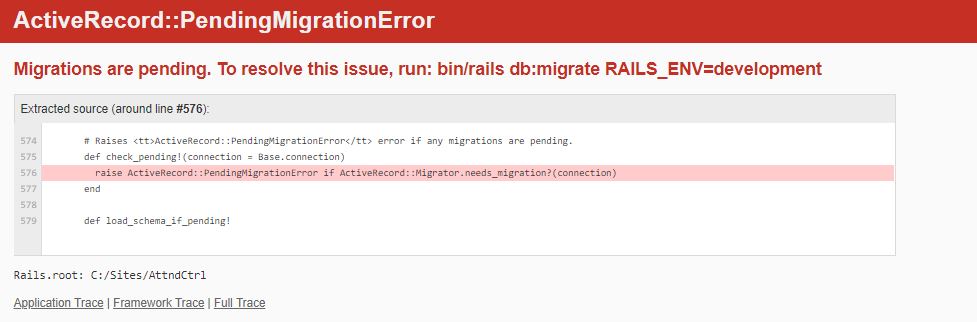 ActiveRecord::PendingMigrationError
Migrations are pending. To resolve this issue, run: bin/rails db:migrate RAILS_ENV=development
Extracted source (around line #576):
574 # Raises <tt>ActiveRecord::PendingMigrationError</tt> error if any migrations are pending.
575 def check_pending!(connection = Base.connection)
576 raise ActiveRecord::PendingMigrationError if ActiveRecord::Migrator.needs_migration?(connection)
577 end
578
579 def load_schema_if_pending!
Rails.root: C:/Sites/AttndCtrl
Application Trace | Framework Trace | Full Trace